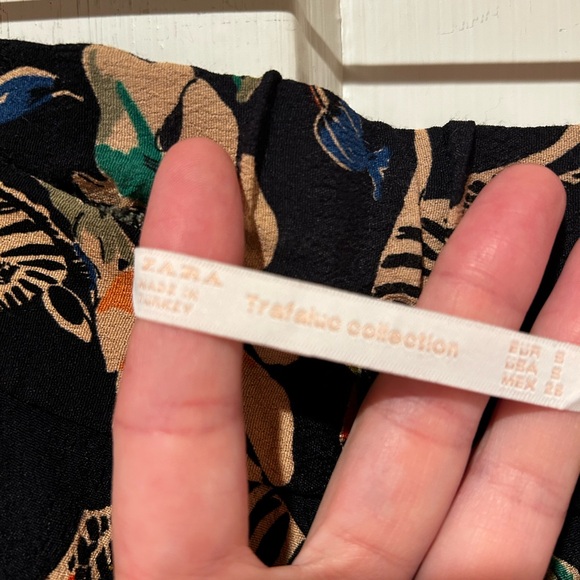 ZARA
MADE IN
TURKEY
Trafaluc collection
EUR S
USA S
MEX 26